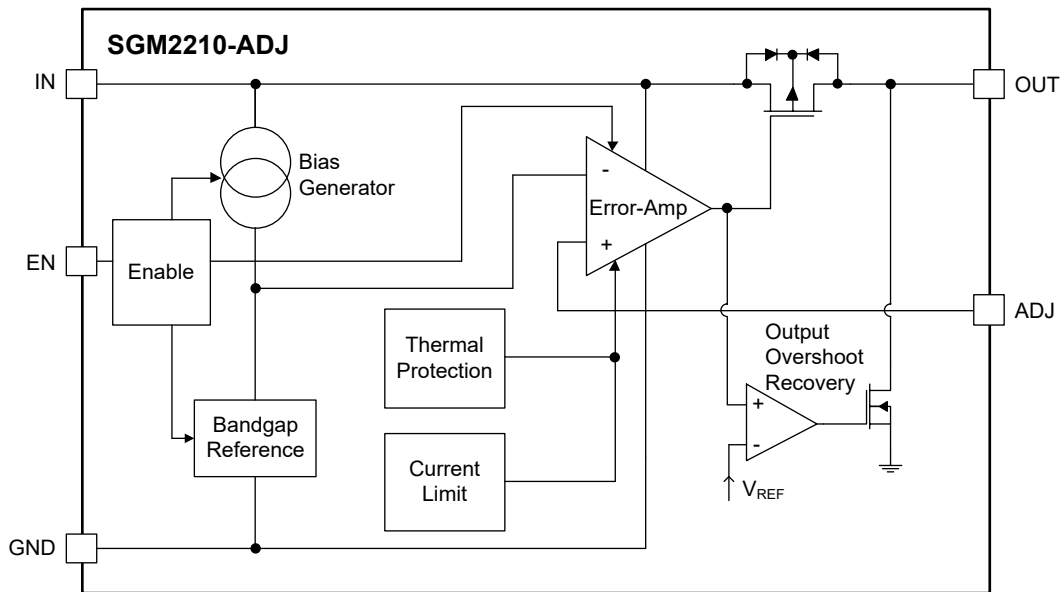 SGM2210-ADJ
IN
OUT
Bias
Generator
-
Error-Amp
+
EN
Enable
ADJ
Thermal
Protection
Output
Overshoot
Recovery
Bandgap
Reference
+
-
Current
Limit
VREF
GND